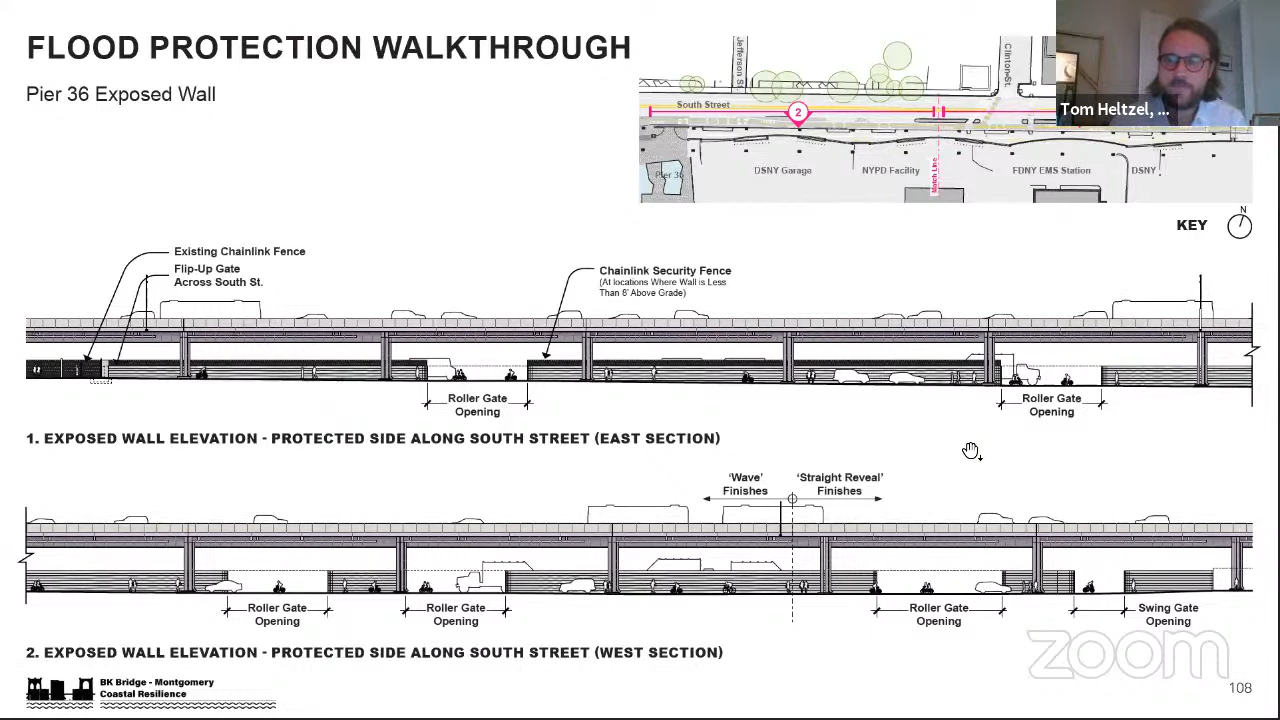 FLOOD PROTECTION WALKTHROUGH
Pier 36 Exposed Wall
Jefferson St.
Clinton St.
South Street
2
Tom Heltzel, ...
Pier 36
DSNY Garage
NYPD Facility
Match Line
FDNY EMS Station
DSNY
KEY
N
Existing Chainlink Fence
Flip-Up Gate
Across South St.
Chainlink Security Fence
(At locations Where Wall is Less
Than 8' Above Grade)
Roller Gate
Opening
Roller Gate
Opening
1. EXPOSED WALL ELEVATION - PROTECTED SIDE ALONG SOUTH STREET (EAST SECTION)
'Wave'
Finishes
'Straight Reveal'
Finishes
Roller Gate
Opening
Roller Gate
Opening
Roller Gate
Opening
Swing Gate
Opening
2. EXPOSED WALL ELEVATION - PROTECTED SIDE ALONG SOUTH STREET (WEST SECTION)
zoom
BK Bridge - Montgomery
Coastal Resilience
108